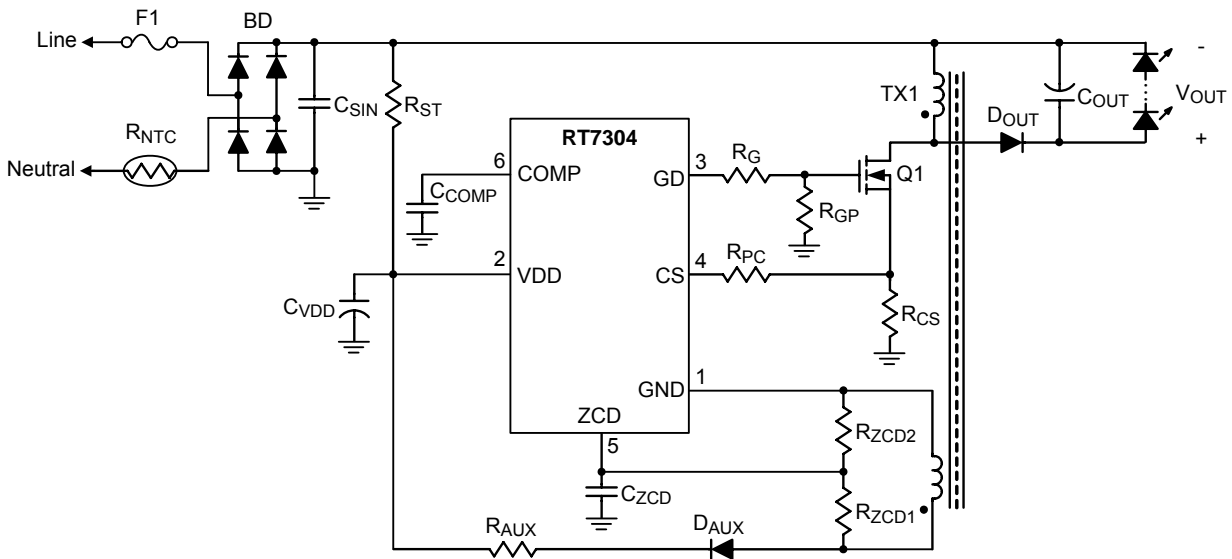 F1
BD
Line
RNTC
Neutral
CSIN
RST
TX1
COUT
-
VOUT
+
DOUT
RT7304
6
COMP
CCOMP
3
GD
RG
Q1
RGP
2
VDD
CVDD
4
CS
RPC
RCS
1
GND
ZCD
5
RZCD2
CZCD
RZCD1
RAUX
DAUX